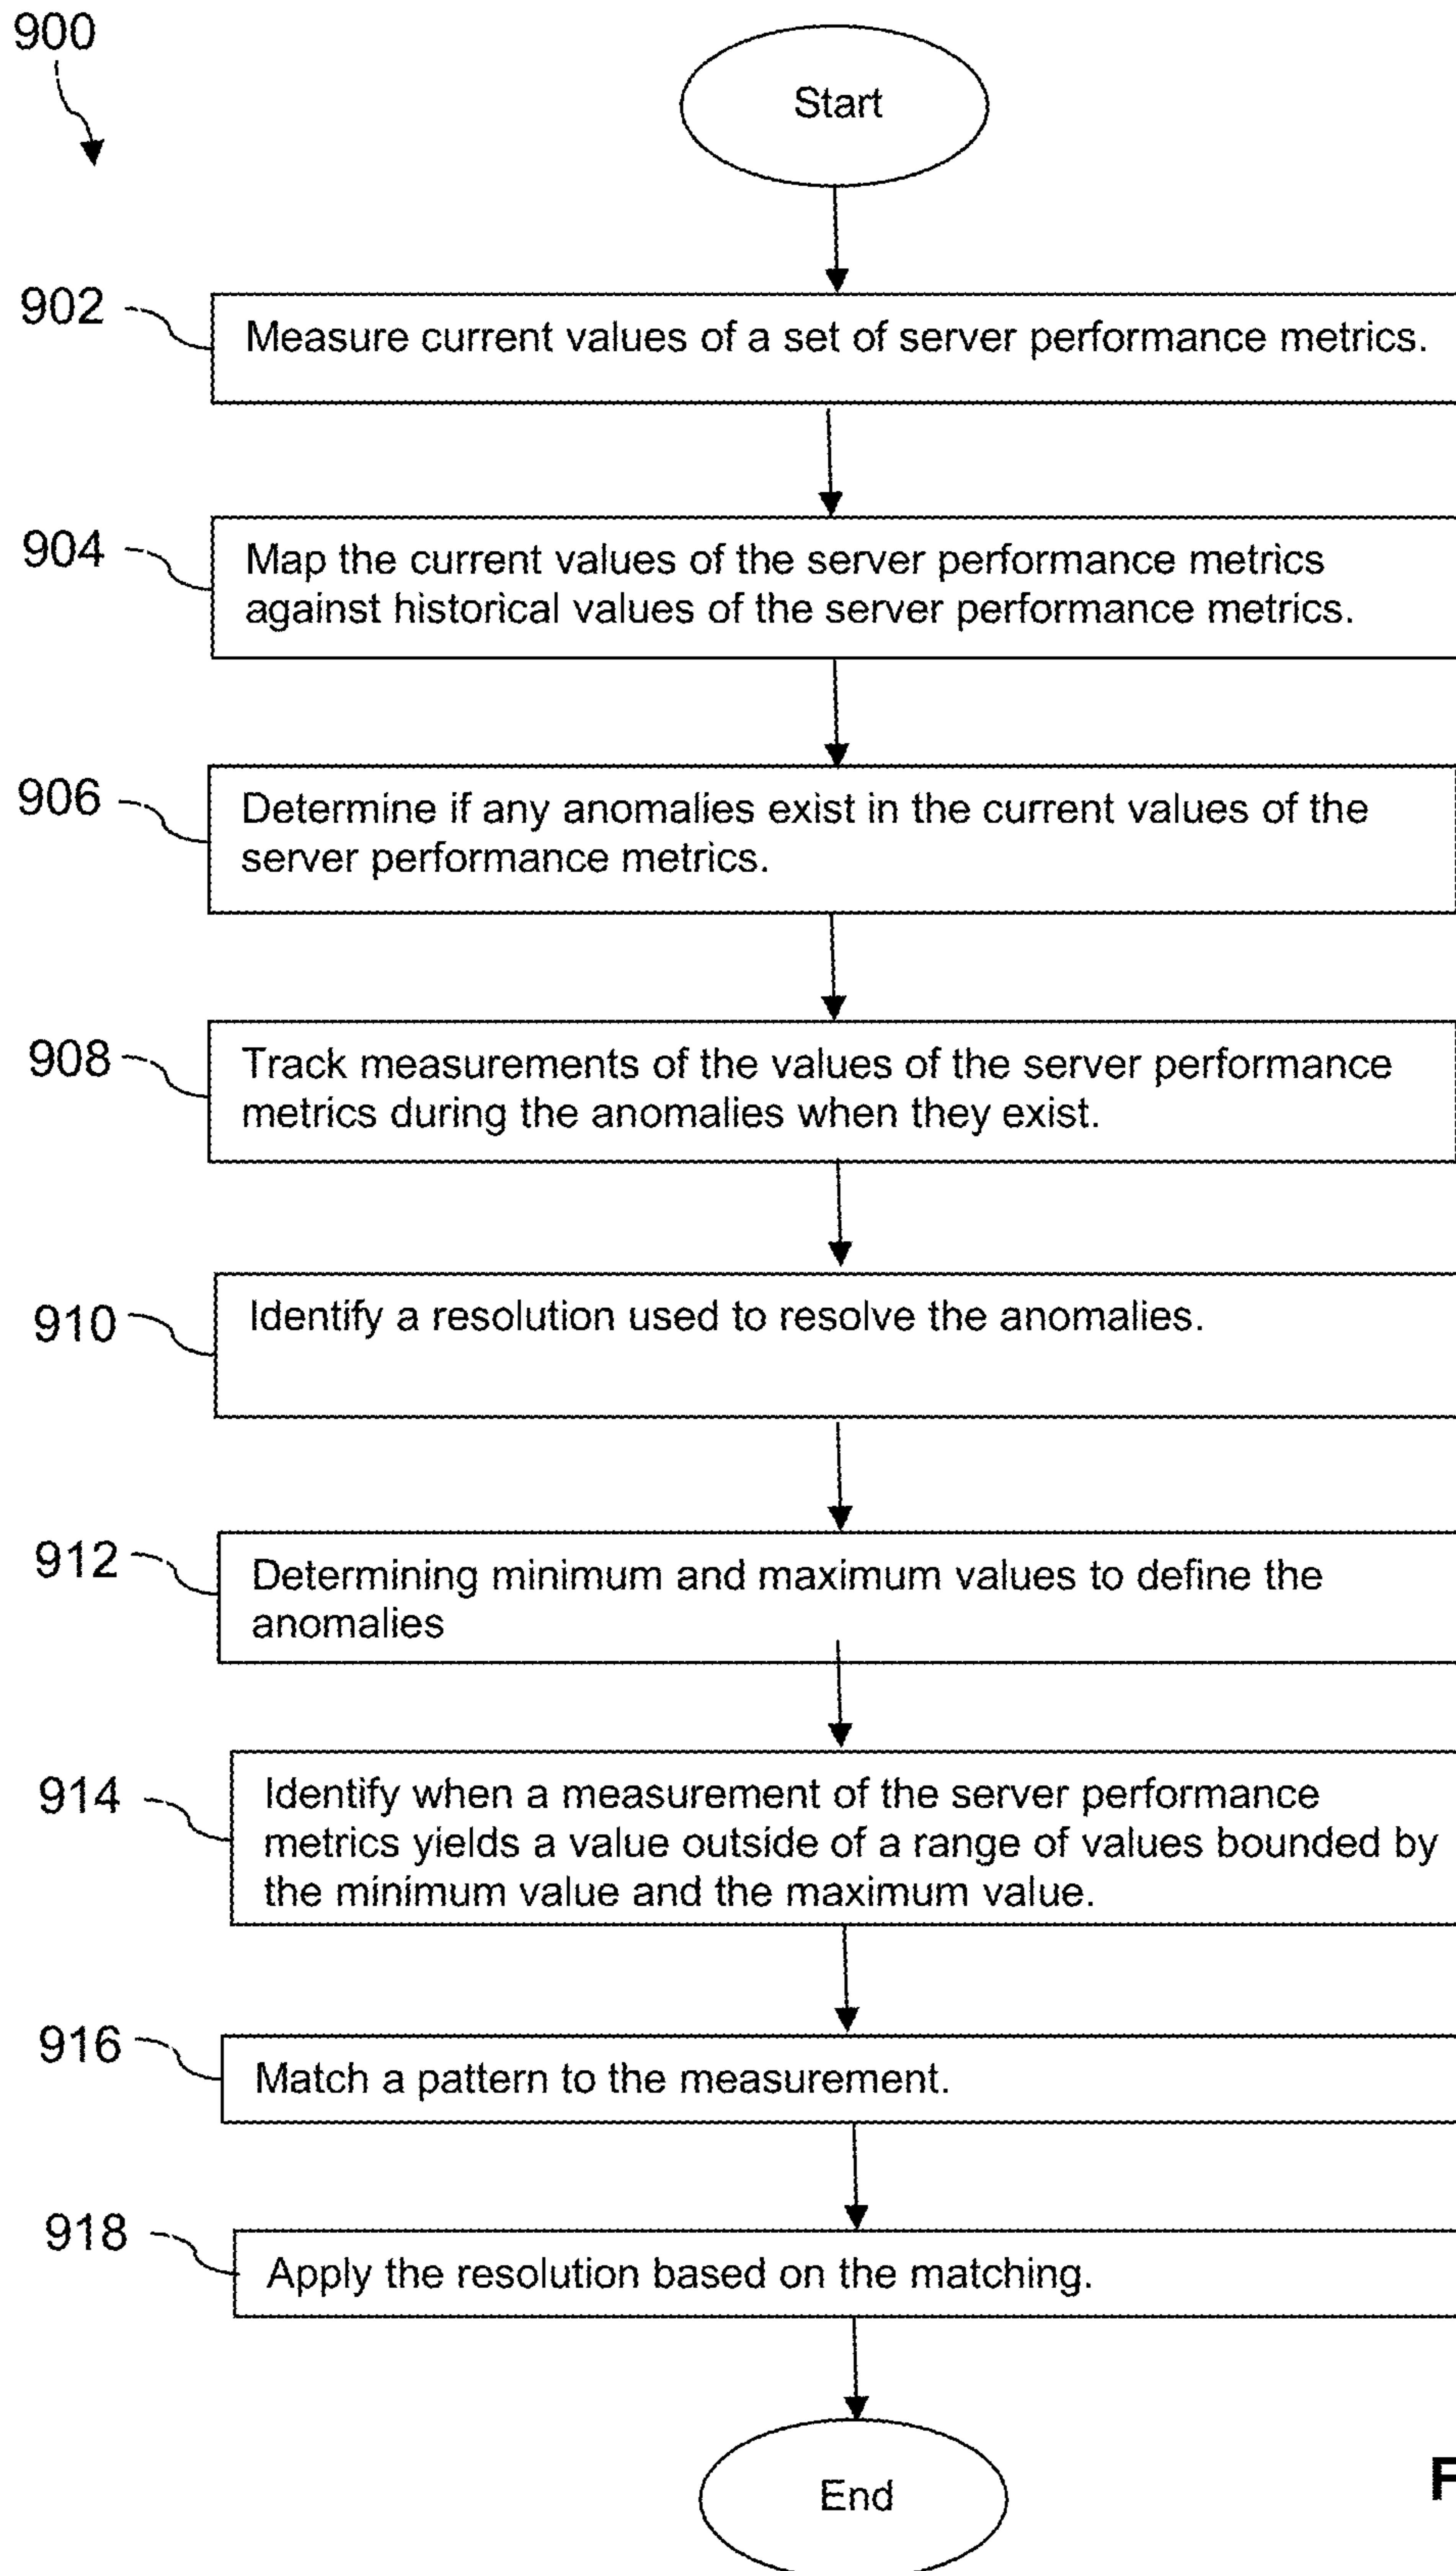 900
Start
902
Measure current values of a set of server performance metrics.
904
Map the current values of the server performance metrics
against historical values of the server performance metrics.
906
Determine if any anomalies exist in the current values of the
server performance metrics.
908
Track measurements of the values of the server performance
metrics during the anomalies when they exist.
910
Identify a resolution used to resolve the anomalies.
912
Determining minimum and maximum values to define the
anomalies
914
Identify when a measurement of the server performance
metrics yields a value outside of a range of values bounded by
the minimum value and the maximum value.
916
Match a pattern to the measurement.
918
Apply the resolution based on the matching.
End
F